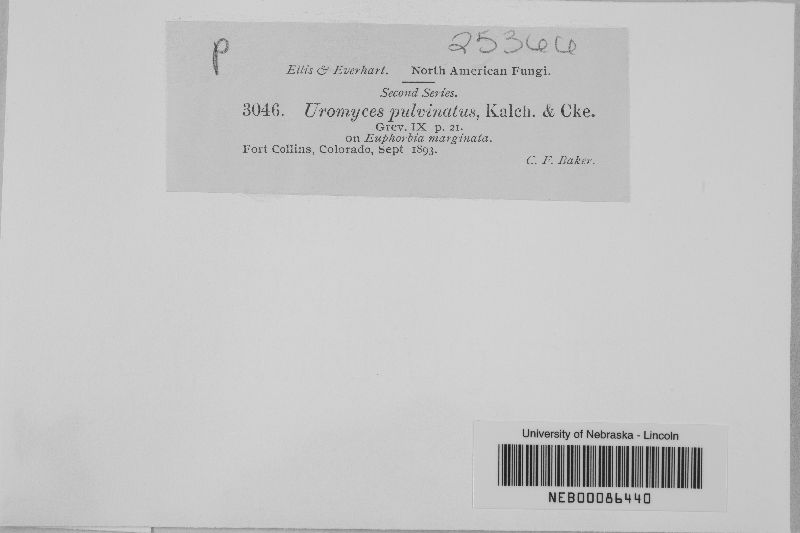 P
25366
Ellis & Everhart. North American Fungi.
Second Series.
3046. Uromyces pulvinatus, Kalch. & Cke.
Grev. IX p. 21.
on Euphorbia marginata.
Fort Collins, Colorado, Sept 1893.
C. F. Baker.
University of Nebraska - Lincoln
NEB00086440